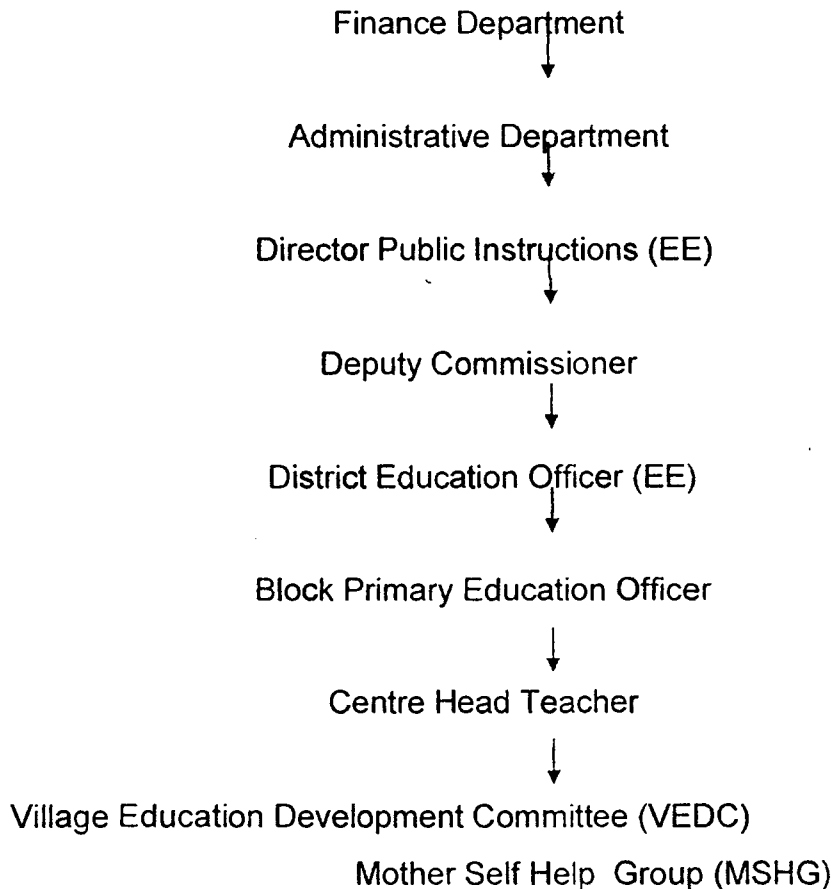 Finance Department
Administrative Department
Director Public Instructions (EE)
Deputy Commissioner
District Education Officer (EE)
Block Primary Education Officer
Centre Head Teacher
Village Education Development Committee (VEDC)
Mother Self Help Group (MSHG)